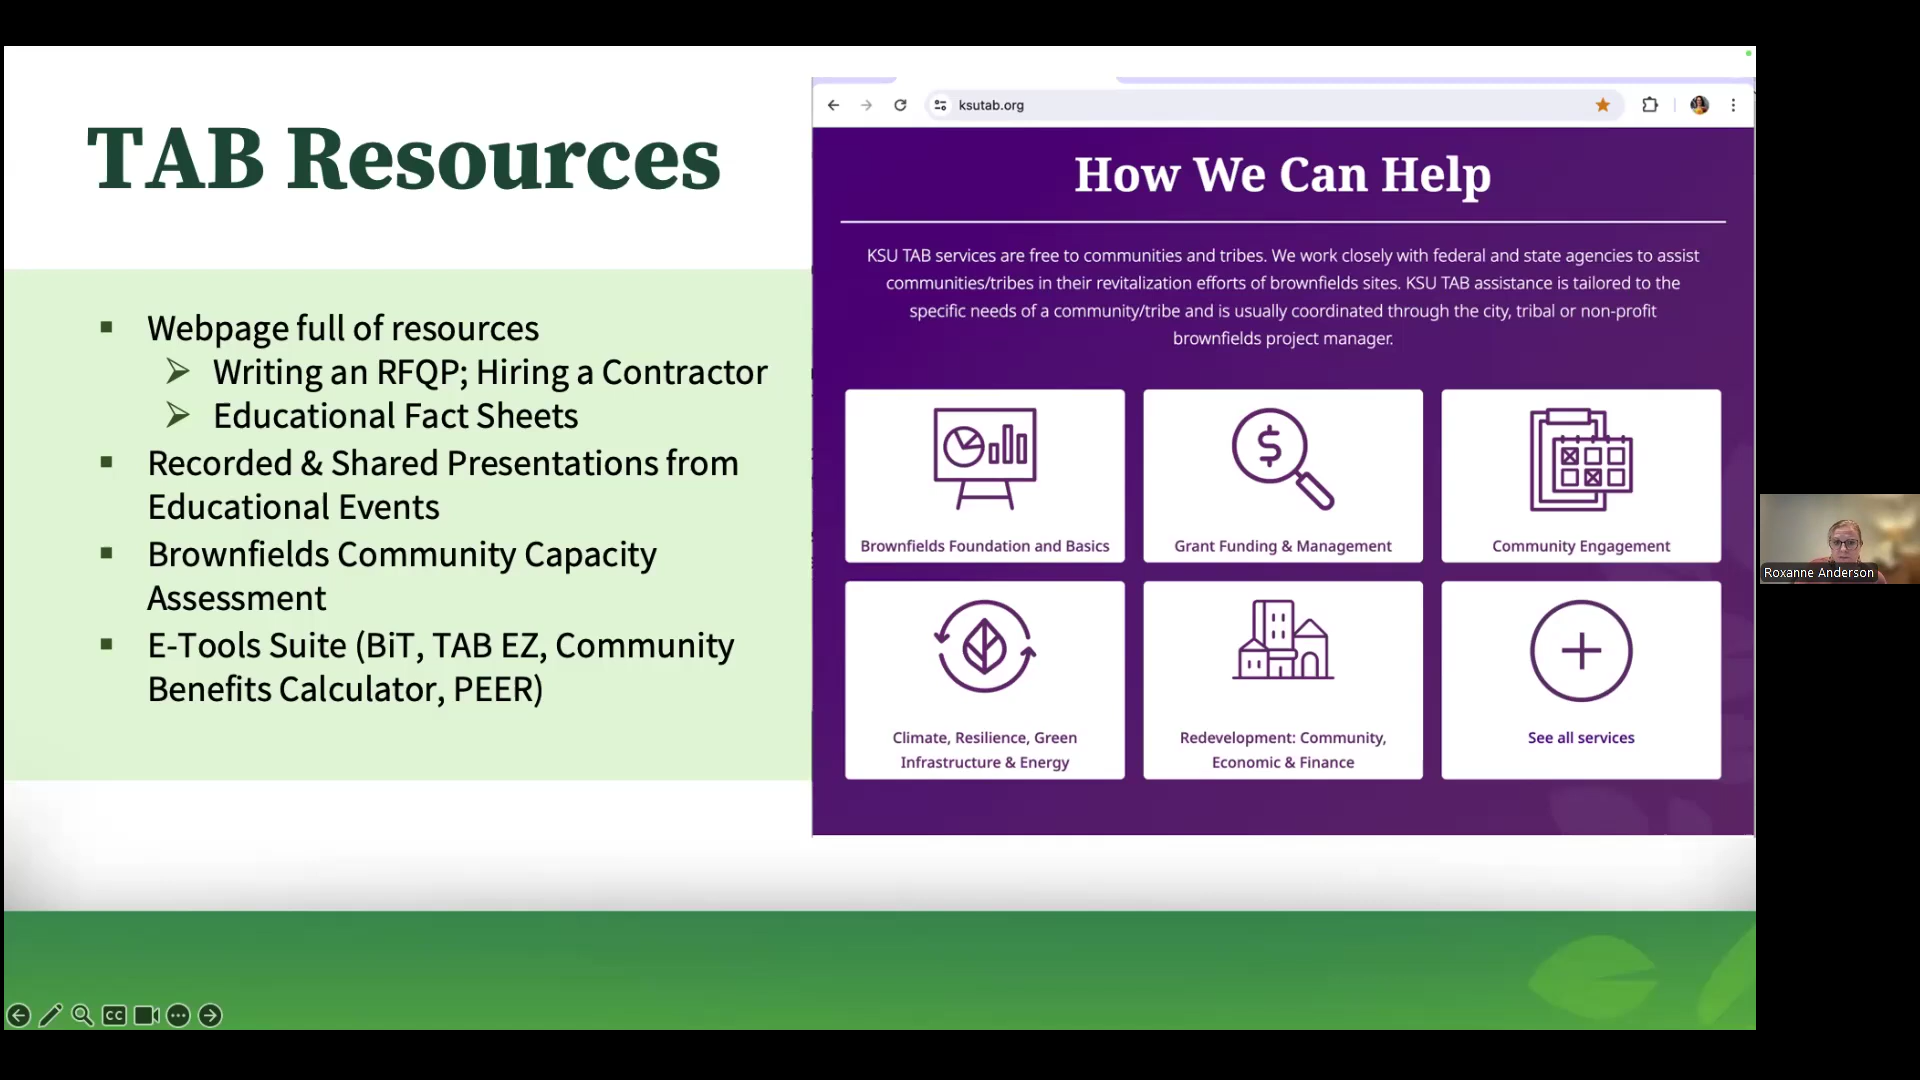 TAB Resources
Webpage full of resources
Writing an RFQP; Hiring a Contractor
Educational Fact Sheets
Recorded & Shared Presentations from
Educational Events
Brownfields Community Capacity
Assessment
E-Tools Suite (BiT, TAB EZ, Community
Benefits Calculator, PEER)
ksutab.org
How We Can Help
KSU TAB services are free to communities and tribes. We work closely with federal and state agencies to assist
communities/tribes in their revitalization efforts of brownfields sites. KSU TAB assistance is tailored to the
specific needs of a community/tribe and is usually coordinated through the city, tribal or non-profit
brownfields project manager.
Brownfields Foundation and Basics
Grant Funding & Management
Community Engagement
Climate, Resilience, Green
Infrastructure & Energy
Redevelopment: Community,
Economic & Finance
See all services
Roxanne Anderson
CC